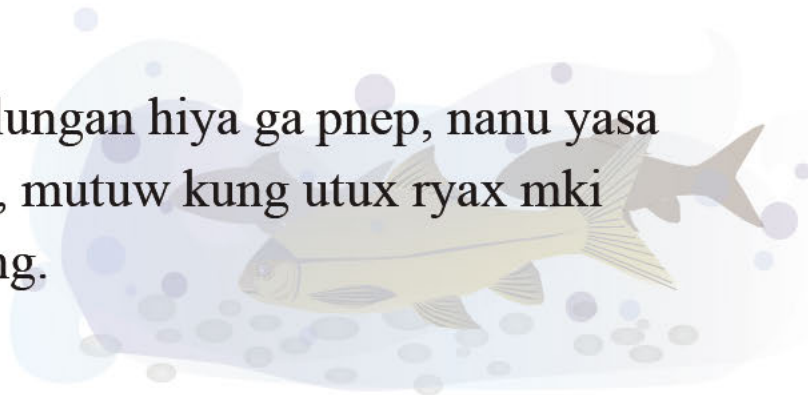 lungan hiya ga pnep, nanu yasa
, mutuw kung utux ryax mki
ng.